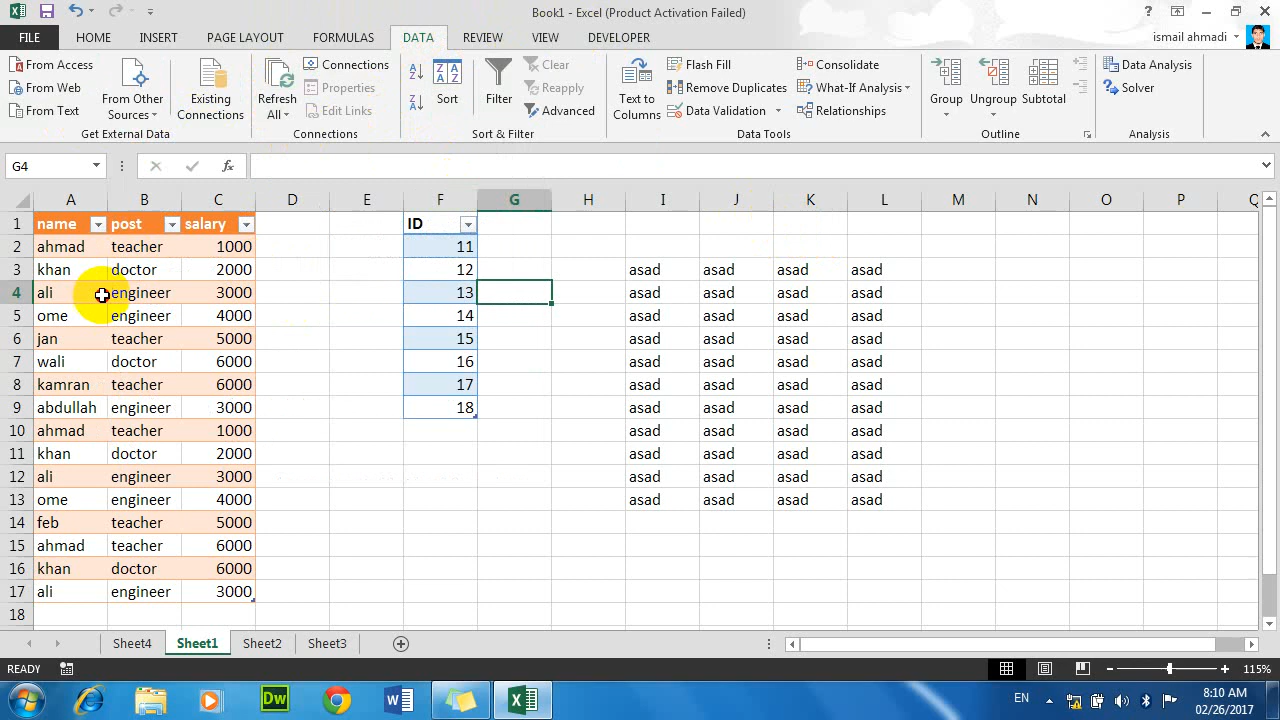 Book1 - Excel (Product Activation Failed)
FILE HOME INSERT PAGE LAYOUT FORMULAS DATA REVIEW VIEW DEVELOPER ismail ahmadi
From Access
From Web
From Text
From Other
Sources
Existing
Connections
Get External Data
Refresh
All
Connections
Properties
Edit Links
Connections
Sort
Filter
Clear
Reapply
Advanced
Sort & Filter
Text to
Columns
Flash Fill
Remove Duplicates
Data Validation
Consolidate
What-If Analysis
Relationships
Data Tools
Group
Ungroup
Subtotal
Outline
Data Analysis
Solver
Analysis
G4
fx
A B C D E F G H I J K L M N O P Q
1 name post salary ID
2 ahmad teacher 1000 11
3 khan doctor 2000 12 asad asad asad asad
4 ali engineer 3000 13 asad asad asad asad
5 ome engineer 4000 14 asad asad asad asad
6 jan teacher 5000 15 asad asad asad asad
7 wali doctor 6000 16 asad asad asad asad
8 kamran teacher 6000 17 asad asad asad asad
9 abdullah engineer 3000 18 asad asad asad asad
10 ahmad teacher 1000 asad asad asad asad
11 khan doctor 2000 asad asad asad asad
12 ali engineer 3000 asad asad asad asad
13 ome engineer 4000 asad asad asad asad
14 feb teacher 5000
15 ahmad teacher 6000
16 khan doctor 6000
17 ali engineer 3000
18
Sheet4 Sheet1 Sheet2 Sheet3
READY 115%
Dw
EN
8:10 AM
02/26/2017